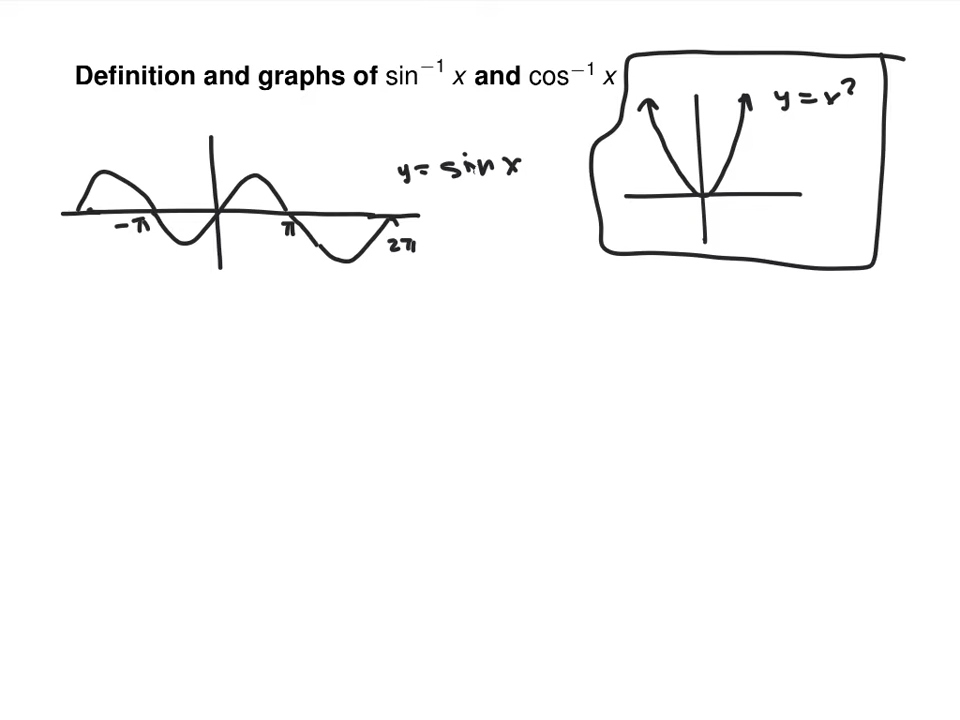 Definition and graphs of sin⁻¹ x and cos⁻¹ x
y = x²
y = sin x
-π
π
2π